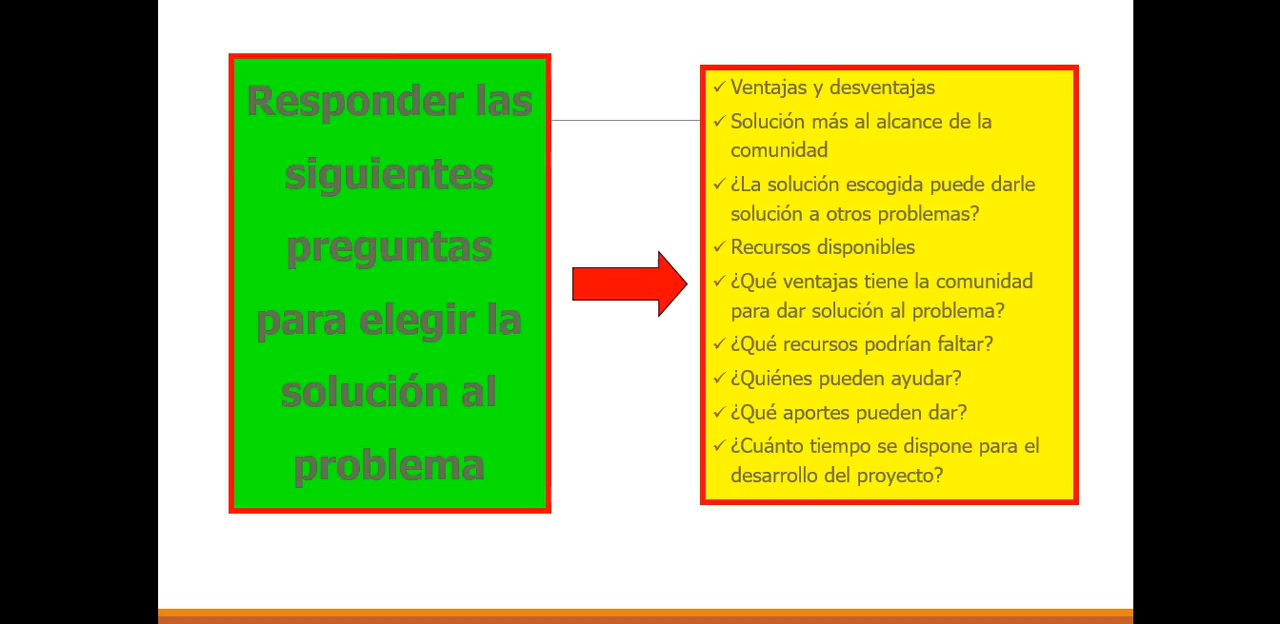 Responder las
siguientes
preguntas
para elegir la
solución al
problema
✓ Ventajas y desventajas
✓ Solución más al alcance de la
comunidad
✓ ¿La solución escogida puede darle
solución a otros problemas?
✓ Recursos disponibles
✓ ¿Qué ventajas tiene la comunidad
para dar solución al problema?
✓ ¿Qué recursos podrían faltar?
✓ ¿Quiénes pueden ayudar?
✓ ¿Qué aportes pueden dar?
✓ ¿Cuánto tiempo se dispone para el
desarrollo del proyecto?